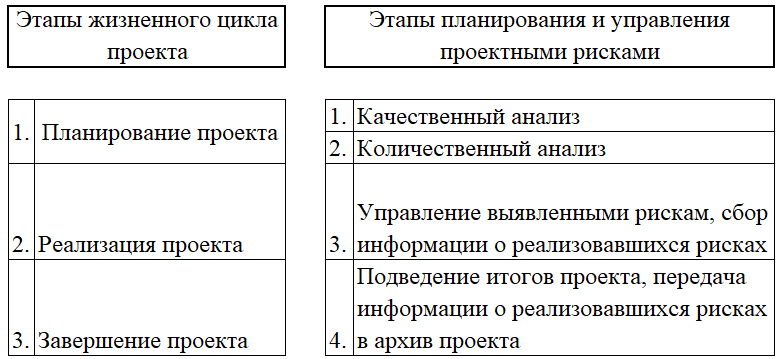 Этапы жизненного цикла
проекта
Этапы планирования и управления
проектными рисками
1. Планирование проекта
1. Качественный анализ
2. Количественный анализ
2. Реализация проекта
Управление выявленными рискам, сбор
3. информации о реализовавшихся рисках
3. Завершение проекта
Подведение итогов проекта, передача
информации о реализовавшихся рисках
4. в архив проекта